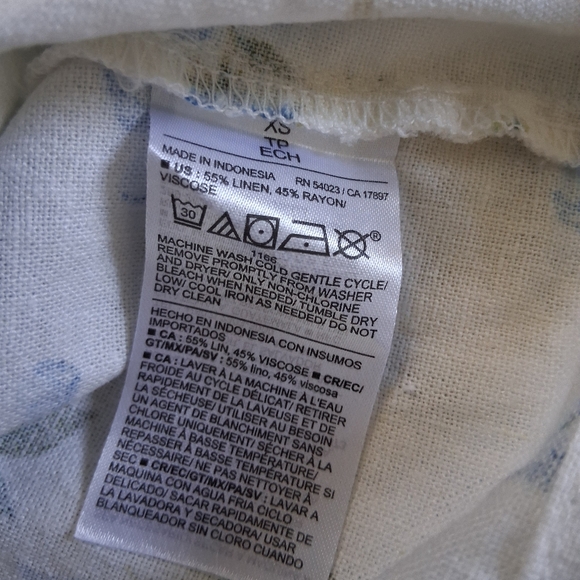 XS
TP
ECH
MADE IN INDONESIA RN 54023 / CA 17897
■ US : 55% LINEN, 45% RAYON/
VISCOSE
30
1166
®
MACHINE WASH COLD GENTLE CYCLE/
REMOVE PROMPTLY FROM WASHER
AND DRYER/ ONLY NON-CHLORINE
BLEACH WHEN NEEDED/ TUMBLE DRY
LOW/ COOL IRON AS NEEDED/ DO NOT
DRY CLEAN
HECHO EN INDONESIA CON INSUMOS
IMPORTADOS
■ CA : 55% LIN, 45% VISCOSE ■ CR/EC/
GT/MX/PA/SV : 55% lino, 45% viscosa
■ CA : LAVER À LA MACHINE À L'EAU
FROIDE AU CYCLE DÉLICAT/ RETIRER
RAPIDEMENT DE LA LAVEUSE ET DE
LA SÉCHEUSE/ UTILISER AU BESOIN
UN AGENT DE BLANCHIMENT SANS
CHLORE UNIQUEMENT/ SÉCHER À LA
MACHINE À BASSE TEMPÉRATURE/
REPASSER À BASSE TEMPÉRATURE SI
NÉCESSAIRE/ NE PAS NETTOYER À
SEC ■ CR/EC/GT/MX/PA/SV : LAVAR A
MAQUINA CON AGUA FRIA CICLO
DELICADO/ SACAR RAPIDAMENTE DE
LA LAVADORA Y SECADORA/ USAR
BLANQUEADOR SIN CLORO CUANDO